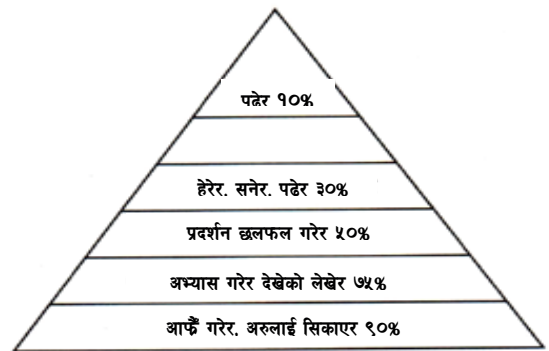 पढेर १०%
हेरेर. सनेर. पढेर ३०%
प्रदर्शन छलफल गरेर ५०%
अभ्यास गरेर देखेको लेखेर ७५%
आफैँ गरेर. अरुलाई सिकाएर ९०%